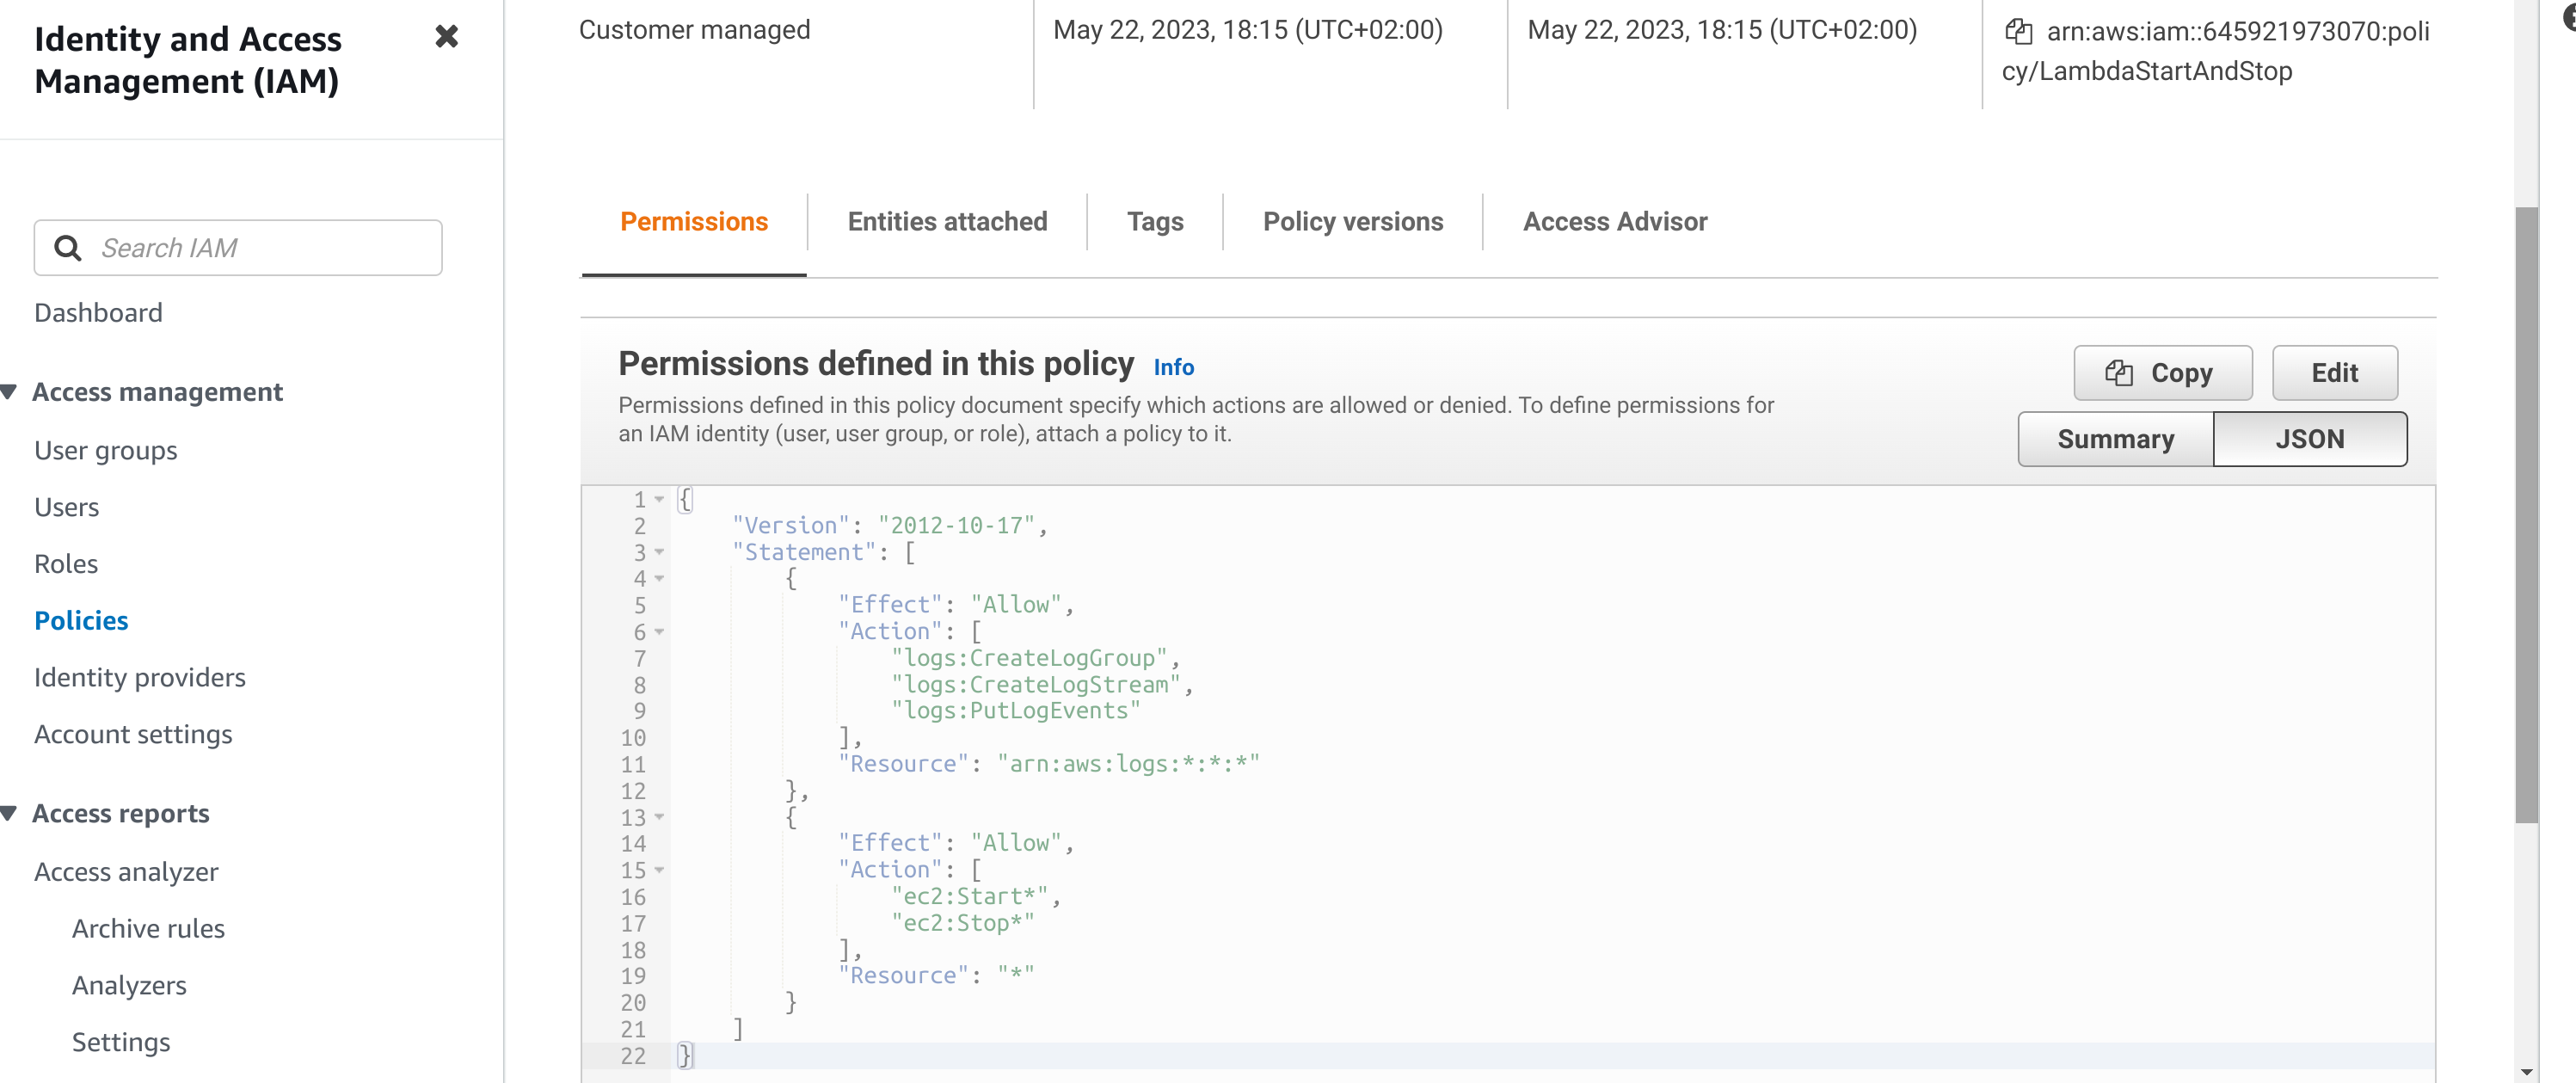 Identity and Access
Management (IAM)
Search IAM
Dashboard
Access management
User groups
Users
Roles
Policies
Identity providers
Account settings
Access reports
Access analyzer
Archive rules
Analyzers
Settings
Customer managed
May 22, 2023, 18:15 (UTC+02:00)
May 22, 2023, 18:15 (UTC+02:00)
arn:aws:iam::645921973070:poli
cy/LambdaStartAndStop
Permissions
Entities attached
Tags
Policy versions
Access Advisor
Permissions defined in this policy Info
Permissions defined in this policy document specify which actions are allowed or denied. To define permissions for
an IAM identity (user, user group, or role), attach a policy to it.
Copy
Edit
Summary
JSON
1 {
2     "Version": "2012-10-17",
3     "Statement": [
4         {
5             "Effect": "Allow",
6             "Action": [
7                 "logs:CreateLogGroup",
8                 "logs:CreateLogStream",
9                 "logs:PutLogEvents"
10             ],
11             "Resource": "arn:aws:logs:*:*:*"
12         },
13         {
14             "Effect": "Allow",
15             "Action": [
16                 "ec2:Start*",
17                 "ec2:Stop*"
18             ],
19             "Resource": "*"
20         }
21     ]
22 }